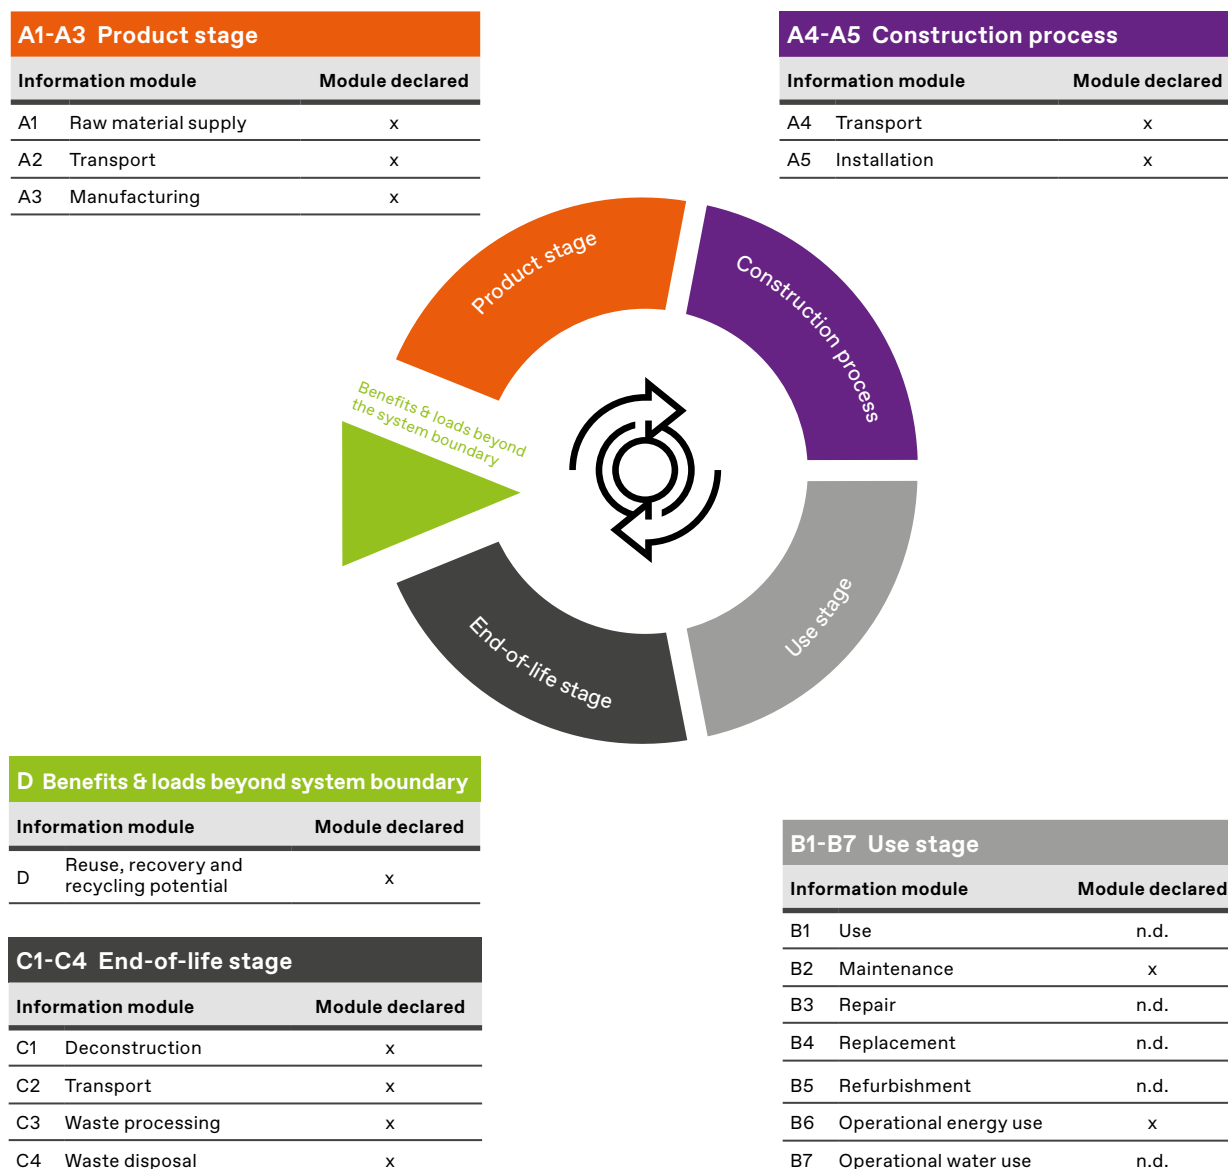 A1-A3 Product stage
Information module Module declared
A1 Raw material supply x
A2 Transport x
A3 Manufacturing x
A4-A5 Construction process
Information module Module declared
A4 Transport x
A5 Installation x
Product stage
Construction process
Benefits & loads beyond
the system boundary
Use stage
End-of-life stage
D Benefits & loads beyond system boundary
Information module Module declared
D Reuse, recovery and
recycling potential x
C1-C4 End-of-life stage
Information module Module declared
C1 Deconstruction x
C2 Transport x
C3 Waste processing x
C4 Waste disposal x
B1-B7 Use stage
Information module Module declared
B1 Use n.d.
B2 Maintenance x
B3 Repair n.d.
B4 Replacement n.d.
B5 Refurbishment n.d.
B6 Operational energy use x
B7 Operational water use n.d.